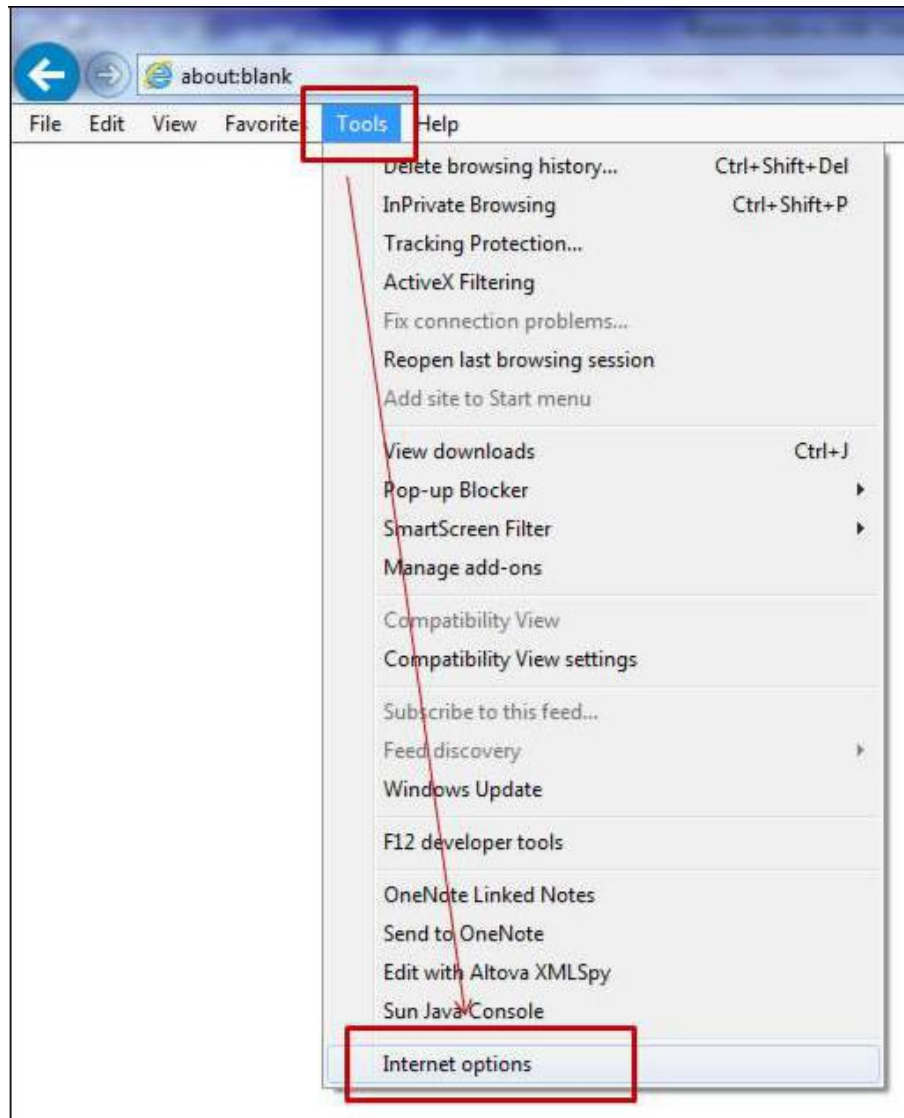 about:blank
File Edit View Favorites Tools Help
Delete browsing history... Ctrl+Shift+Del
InPrivate Browsing Ctrl+Shift+P
Tracking Protection...
ActiveX Filtering
Fix connection problems...
Reopen last browsing session
Add site to Start menu
View downloads Ctrl+J
Pop-up Blocker
SmartScreen Filter
Manage add-ons
Compatibility View
Compatibility View settings
Subscribe to this feed...
Feed discovery
Windows Update
F12 developer tools
OneNote Linked Notes
Send to OneNote
Edit with Altova XMLSpy
Sun Java Console
Internet options